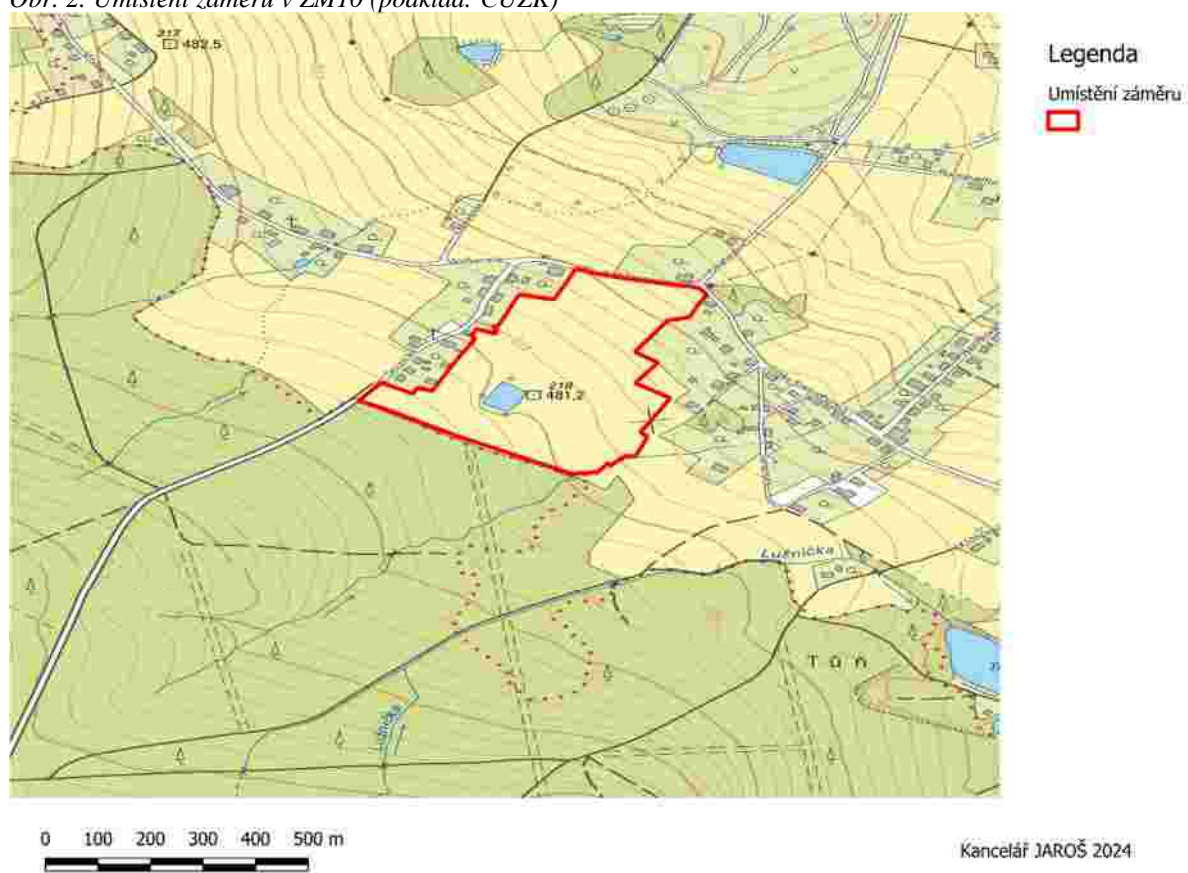 Obr. 2: Umístění záměru v ZM10 (podklad: ČÚZK)
217
482.5
Legenda
Umístění záměru
218
481.2
Lužnička
T ů ň
Lužnička
0 100 200 300 400 500 m
Kancelář JAROŠ 2024